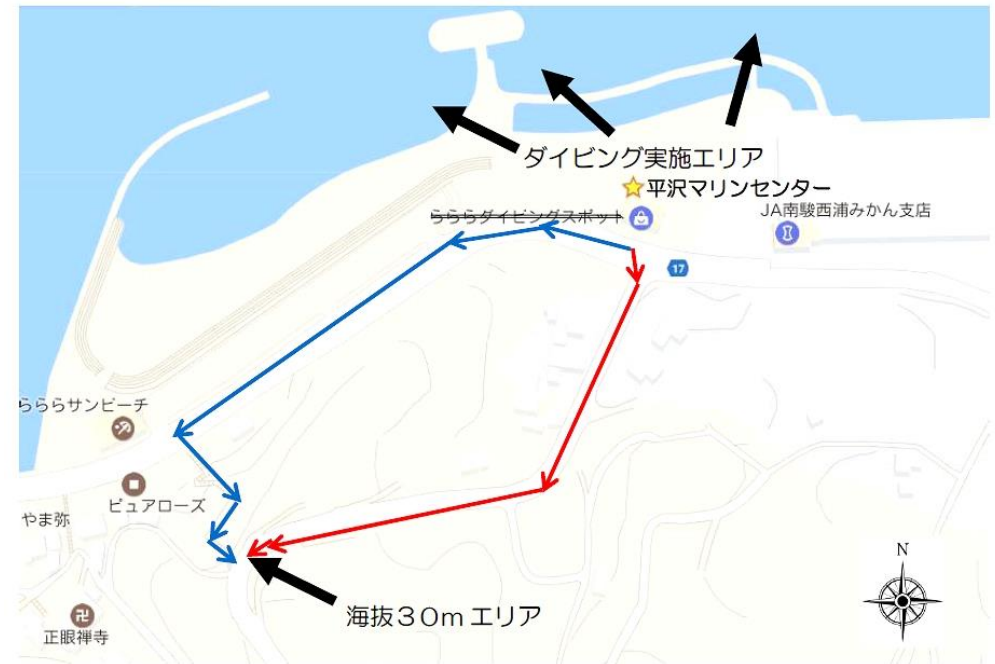 ダイビング実施エリア
平沢マリンセンター
らららダイビングスポット
JA南駿西浦みかん支店
17
らららサンビーチ
ピュアローズ
やま弥
海抜30mエリア
正眼禅寺
N